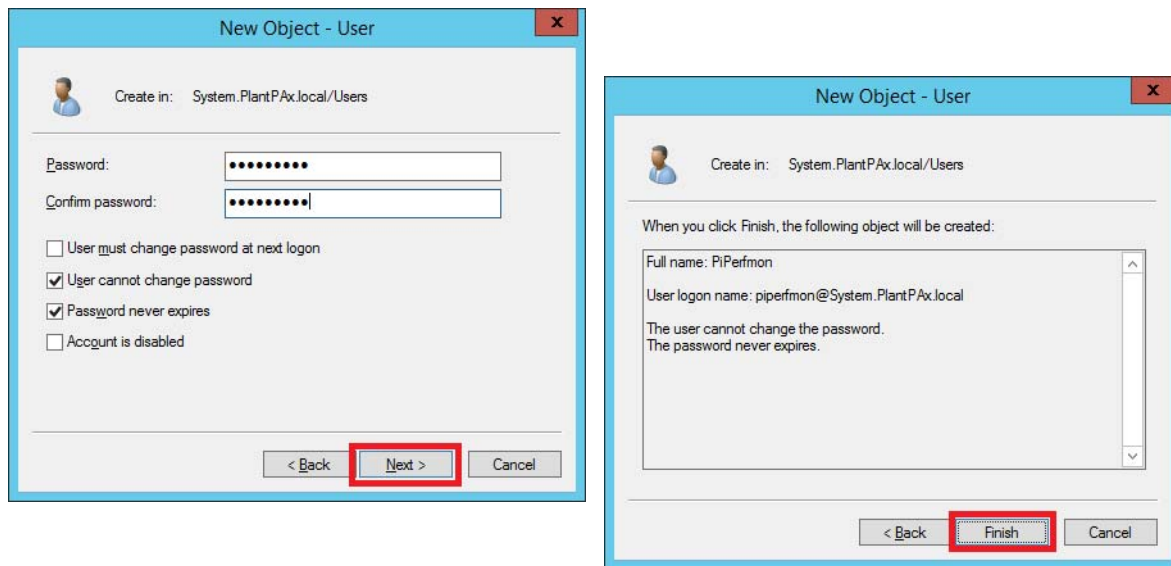 New Object - User
x
Create in: System.PlantPAx.local/Users
Password:
•••••••••
Confirm password:
•••••••••
User must change password at next logon
User cannot change password
Password never expires
Account is disabled
< Back Next > Cancel
New Object - User
x
Create in: System.PlantPAx.local/Users
When you click Finish, the following object will be created:
Full name: PiPerfmon
User logon name: piperfmon@System.PlantPAx.local
The user cannot change the password.
The password never expires.
< Back Finish Cancel